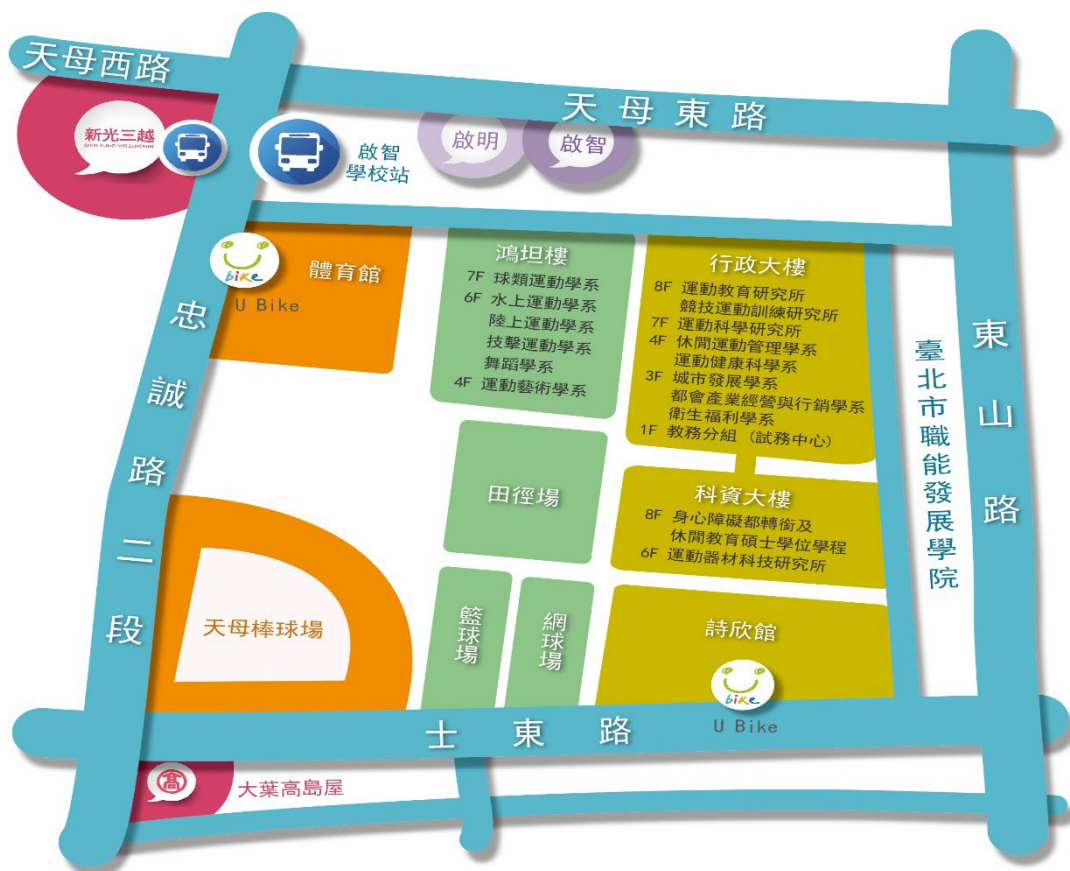 天母西路
天母東路
新光三越
SHIN KONG MITSUKOSHI
啟智
學校站
啟明
啟智
bike
U Bike
體育館
鴻坦樓
7F 球類運動學系
6F 水上運動學系
陸上運動學系
技擊運動學系
舞蹈學系
4F 運動藝術學系
行政大樓
8F 運動教育研究所
競技運動訓練研究所
7F 運動科學研究所
4F 休閒運動管理學系
運動健康科學系
3F 城市發展學系
都會產業經營與行銷學系
衛生福利學系
1F 教務分組（試務中心）
忠誠路二段
東山路
臺北市職能發展學院
田徑場
科資大樓
8F 身心障礙都轉銜及
休閒教育碩士學位學程
6F 運動器材科技研究所
天母棒球場
籃球場
網球場
詩欣館
bike
U Bike
士東路
高
大葉高島屋